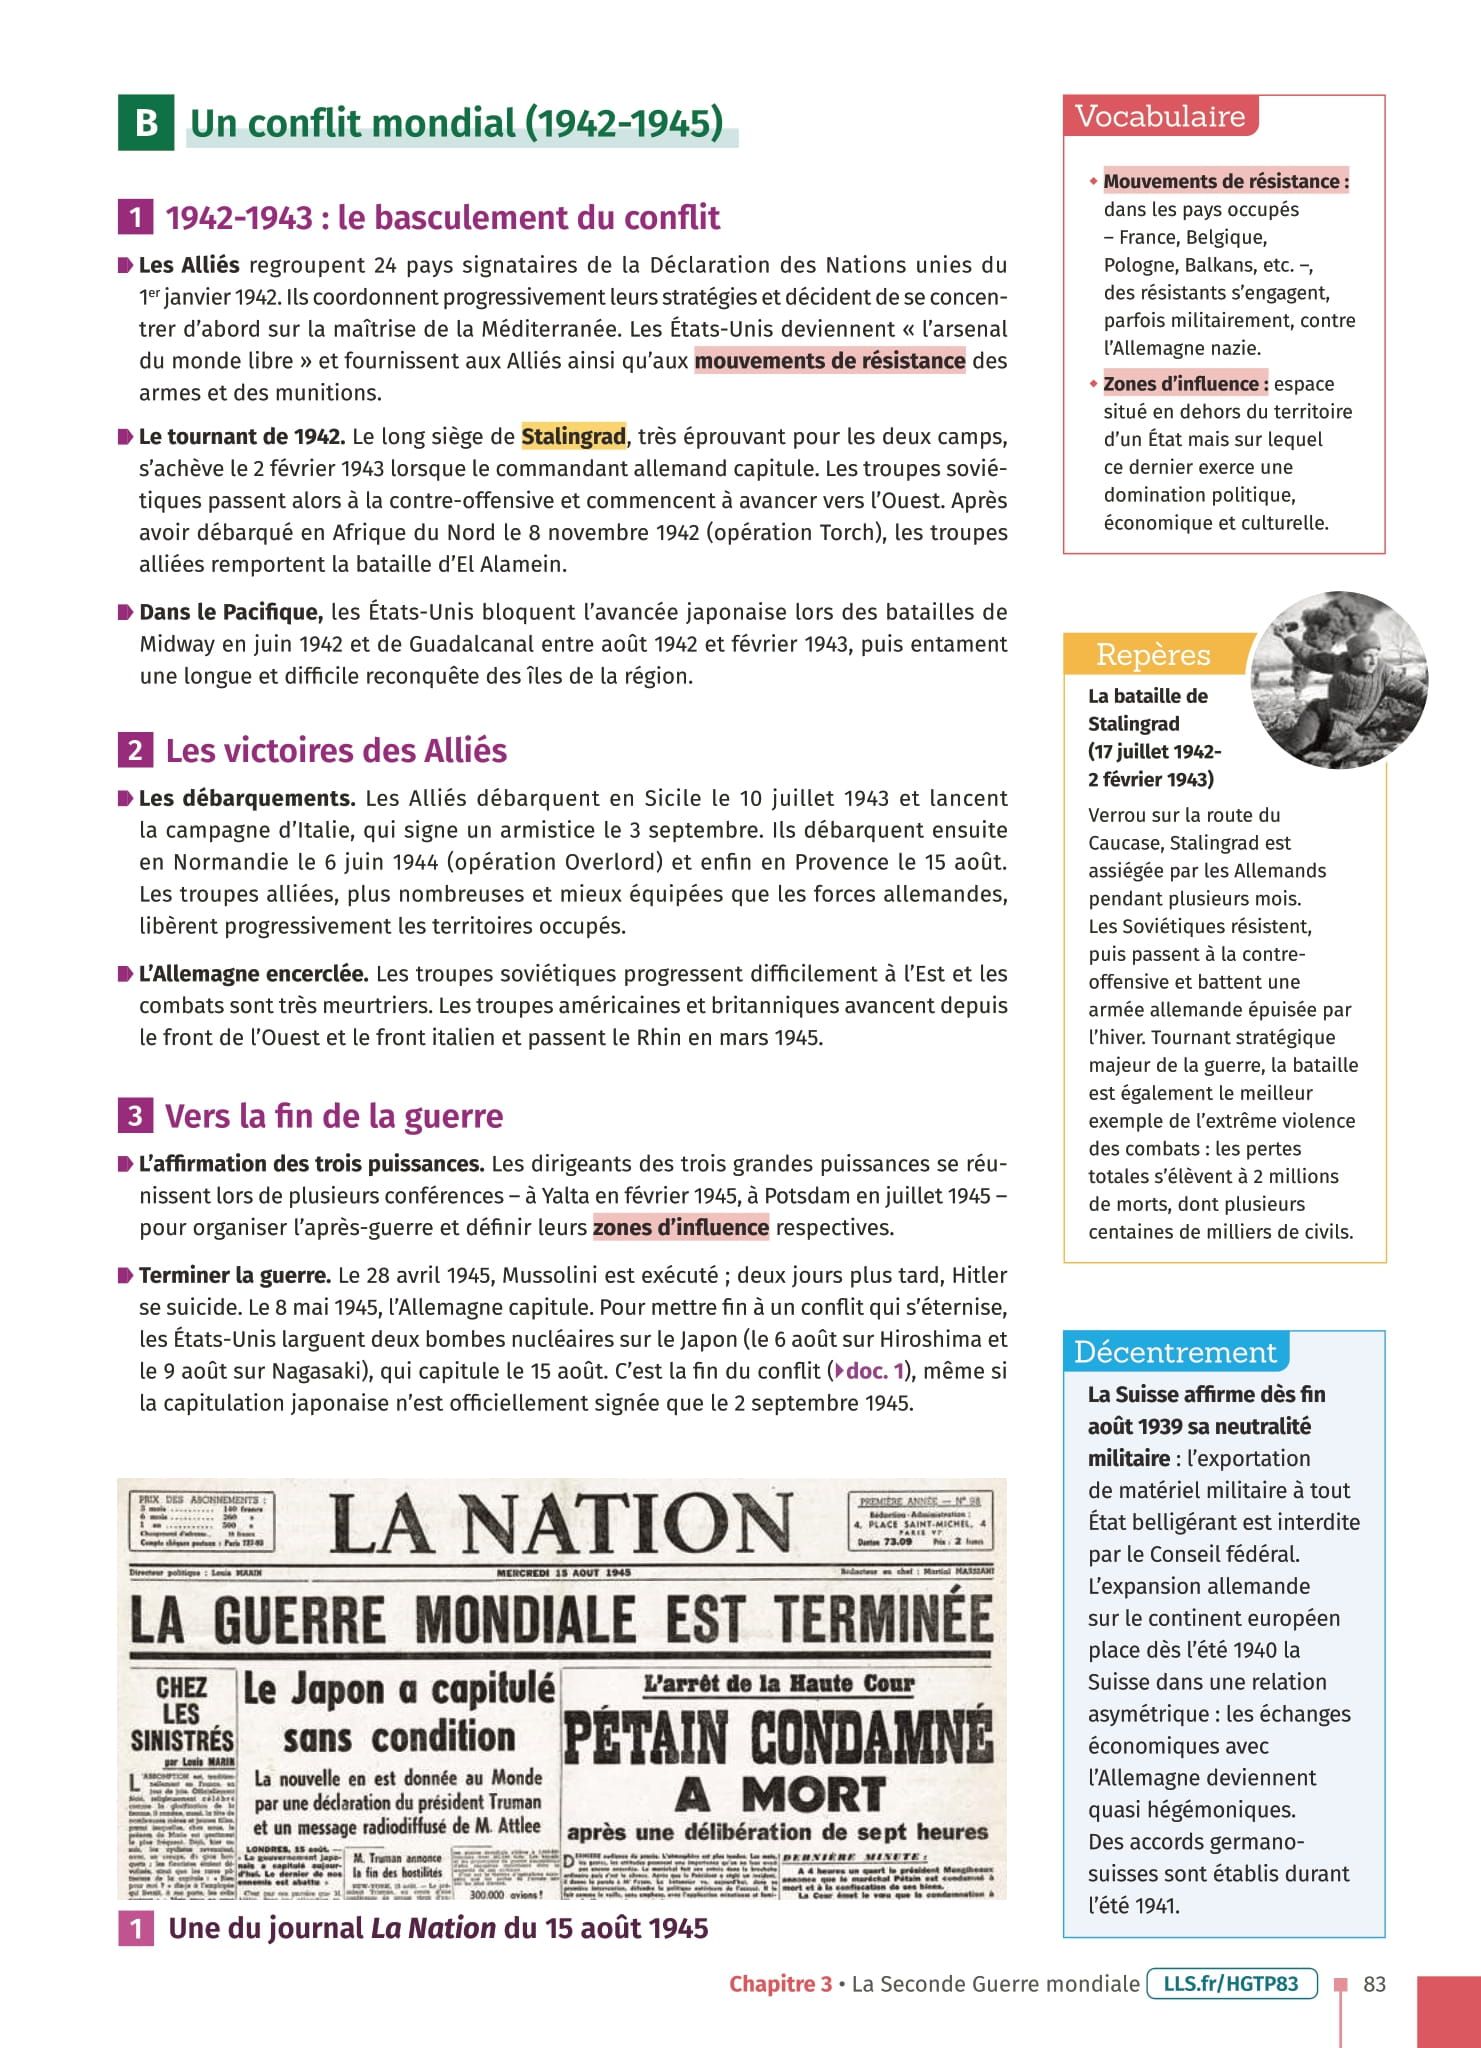 B Un conflit mondial (1942-1945)
1 1942-1943 : le basculement du conflit
Les Alliés regroupent 24 pays signataires de la Déclaration des Nations unies du
1er janvier 1942. Ils coordonnent progressivement leurs stratégies et décident de se concen-
trer d'abord sur la maîtrise de la Méditerranée. Les États-Unis deviennent « l'arsenal
du monde libre » et fournissent aux Alliés ainsi qu'aux mouvements de résistance des
armes et des munitions.
Le tournant de 1942. Le long siège de Stalingrad, très éprouvant pour les deux camps,
s'achève le 2 février 1943 lorsque le commandant allemand capitule. Les troupes sovié-
tiques passent alors à la contre-offensive et commencent à avancer vers l'Ouest. Après
avoir débarqué en Afrique du Nord le 8 novembre 1942 (opération Torch), les troupes
alliées remportent la bataille d'El Alamein.
Dans le Pacifique, les États-Unis bloquent l'avancée japonaise lors des batailles de
Midway en juin 1942 et de Guadalcanal entre août 1942 et février 1943, puis entament
une longue et difficile reconquête des îles de la région.
2 Les victoires des Alliés
Les débarquements. Les Alliés débarquent en Sicile le 10 juillet 1943 et lancent
la campagne d'Italie, qui signe un armistice le 3 septembre. Ils débarquent ensuite
en Normandie le 6 juin 1944 (opération Overlord) et enfin en Provence le 15 août.
Les troupes alliées, plus nombreuses et mieux équipées que les forces allemandes,
libèrent progressivement les territoires occupés.
L'Allemagne encerclée. Les troupes soviétiques progressent difficilement à l'Est et les
combats sont très meurtriers. Les troupes américaines et britanniques avancent depuis
le front de l'Ouest et le front italien et passent le Rhin en mars 1945.
3 Vers la fin de la guerre
L'affirmation des trois puissances. Les dirigeants des trois grandes puissances se réu-
nissent lors de plusieurs conférences – à Yalta en février 1945, à Potsdam en juillet 1945 –
pour organiser l'après-guerre et définir leurs zones d'influence respectives.
Terminer la guerre. Le 28 avril 1945, Mussolini est exécuté ; deux jours plus tard, Hitler
se suicide. Le 8 mai 1945, l'Allemagne capitule. Pour mettre fin à un conflit qui s'éternise,
les États-Unis larguent deux bombes nucléaires sur le Japon (le 6 août sur Hiroshima et
le 9 août sur Nagasaki), qui capitule le 15 août. C'est la fin du conflit (doc. 1), même si
la capitulation japonaise n'est officiellement signée que le 2 septembre 1945.
PRIX DES ABONNEMENTS :
3 mois .......... 140 francs
6 mois .......... 260 »
1 an .......... 500 »
LA NATION
PREMIÈRE ANNÉE — N° 98
Rédaction - Administration :
4, PLACE SAINT-MICHEL, 4
PARIS VIe
Danton 73.09 Prix : 2 francs
Directeur politique : Louis MARIN
MERCREDI 15 AOUT 1945
Rédacteur en chef : Martial MASSIANI
LA GUERRE MONDIALE EST TERMINÉE
CHEZ
LES
SINISTRÉS
par Louis MARIN
Le Japon a capitulé
sans condition
La nouvelle en est donnée au Monde
par une déclaration du président Truman
et un message radiodiffusé de M. Attlee
LONDRES, 15 août. —
M. Truman annonce
la fin des hostilités
300.000 avions !
L'arrêt de la Haute Cour
PÉTAIN CONDAMNÉ
A MORT
après une délibération de sept heures
DERNIÈRE MINUTE :
A 4 heures un quart le président Mongibeaux
annonce que le maréchal Pétain est condamné à
mort et à la confiscation de ses biens.
La Cour émet le vœu que la condamnation à
1 Une du journal La Nation du 15 août 1945
Vocabulaire
Mouvements de résistance :
dans les pays occupés
– France, Belgique,
Pologne, Balkans, etc. –,
des résistants s'engagent,
parfois militairement, contre
l'Allemagne nazie.
Zones d'influence : espace
situé en dehors du territoire
d'un État mais sur lequel
ce dernier exerce une
domination politique,
économique et culturelle.
Repères
La bataille de
Stalingrad
(17 juillet 1942-
2 février 1943)
Verrou sur la route du
Caucase, Stalingrad est
assiégée par les Allemands
pendant plusieurs mois.
Les Soviétiques résistent,
puis passent à la contre-
offensive et battent une
armée allemande épuisée par
l'hiver. Tournant stratégique
majeur de la guerre, la bataille
est également le meilleur
exemple de l'extrême violence
des combats : les pertes
totales s'élèvent à 2 millions
de morts, dont plusieurs
centaines de milliers de civils.
Décentrement
La Suisse affirme dès fin
août 1939 sa neutralité
militaire : l'exportation
de matériel militaire à tout
État belligérant est interdite
par le Conseil fédéral.
L'expansion allemande
sur le continent européen
place dès l'été 1940 la
Suisse dans une relation
asymétrique : les échanges
économiques avec
l'Allemagne deviennent
quasi hégémoniques.
Des accords germano-
suisses sont établis durant
l'été 1941.
Chapitre 3 • La Seconde Guerre mondiale LLS.fr/HGTP83 83